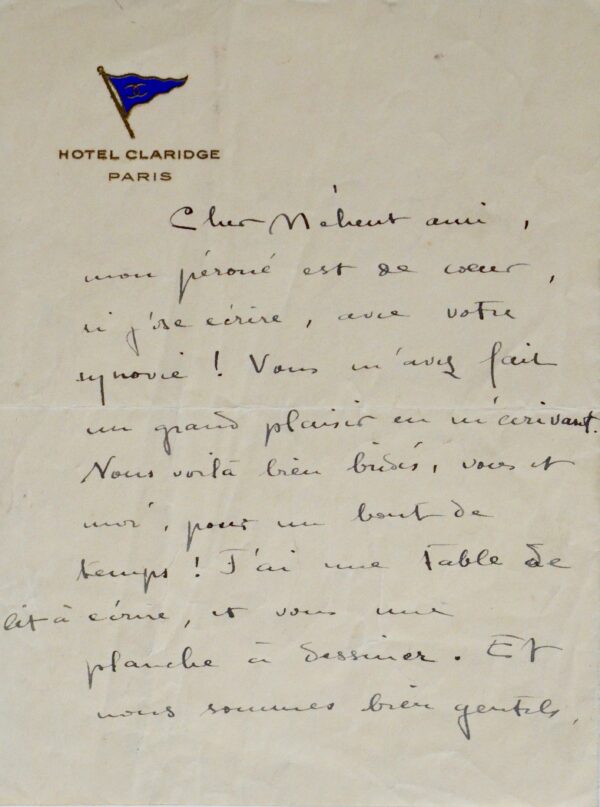 HOTEL CLARIDGE
PARIS
Cher Méhent ami,
mon péroné est de cœur,
si j'ose écrire, avec votre
synovie ! Vous m'avez fait
un grand plaisir en m'écrivant.
Nous voilà bien bridés, vous et
moi, pour un bout de
temps ! J'ai une table de
lit à écrire, et vous une
planche à dessiner. Et
nous sommes bien gentils,